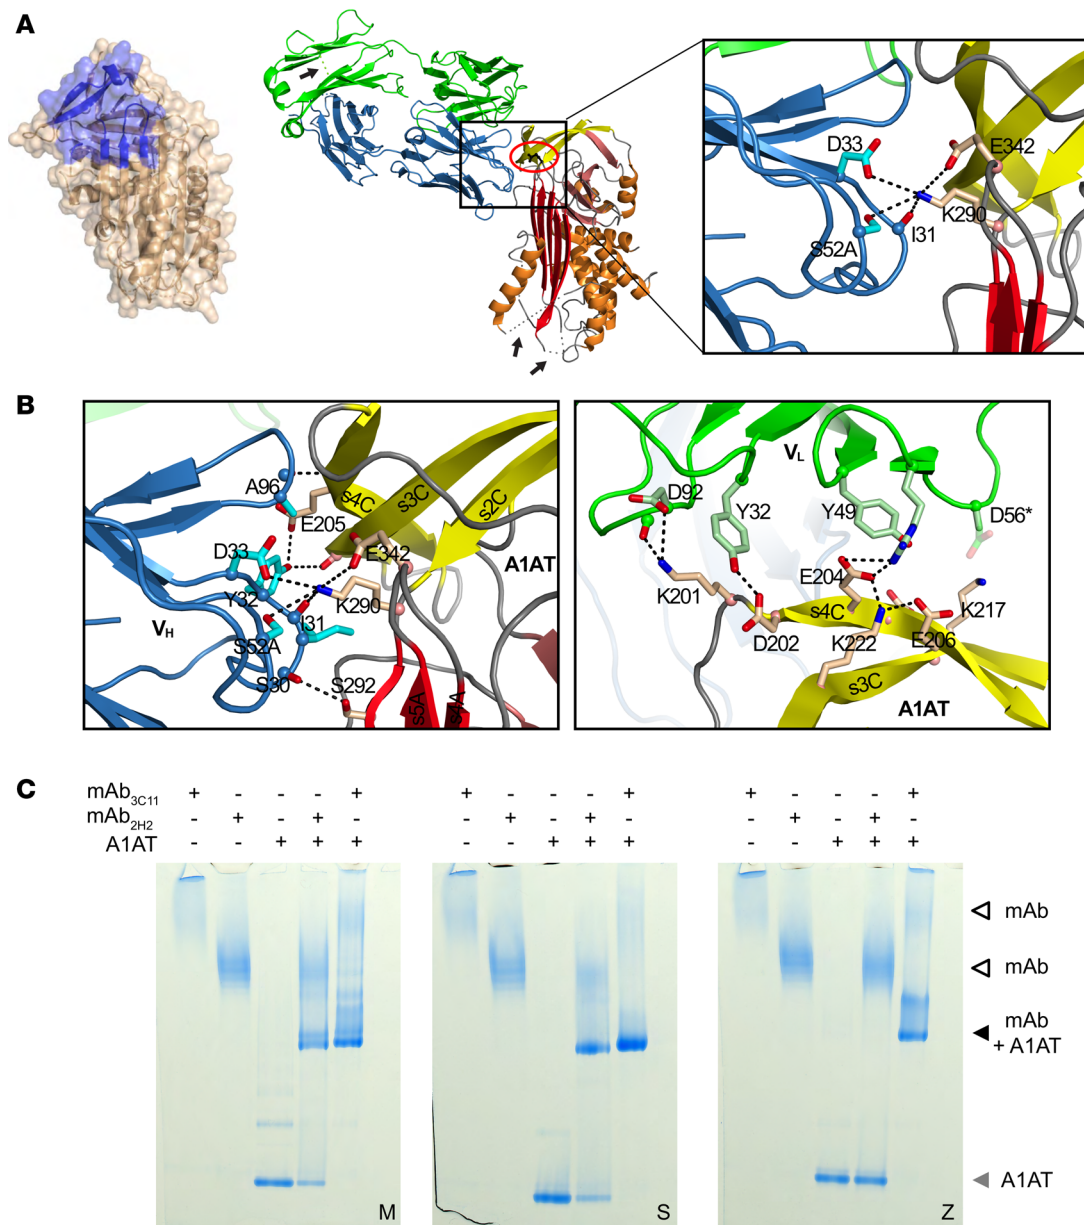 A
D33
E342
K290
S52A
I31
B
A96
E205
s4C
s3C
s2C
D33
E342
A1AT
Y32
K290
VH
I31
S52A
S30
S292
s5A
s4A
VL
D92
Y32
Y49
D56*
E204
K201
s4C
K217
D202
K222
E206
s3C
A1AT
C
mAb3C11 + - - - + + - - - + + - - - +
mAb2H2 - + - + - - + - + - - + - + -
A1AT - - + + + - - + + + - - + + +
mAb
mAb
mAb
+ A1AT
A1AT
M
S
Z